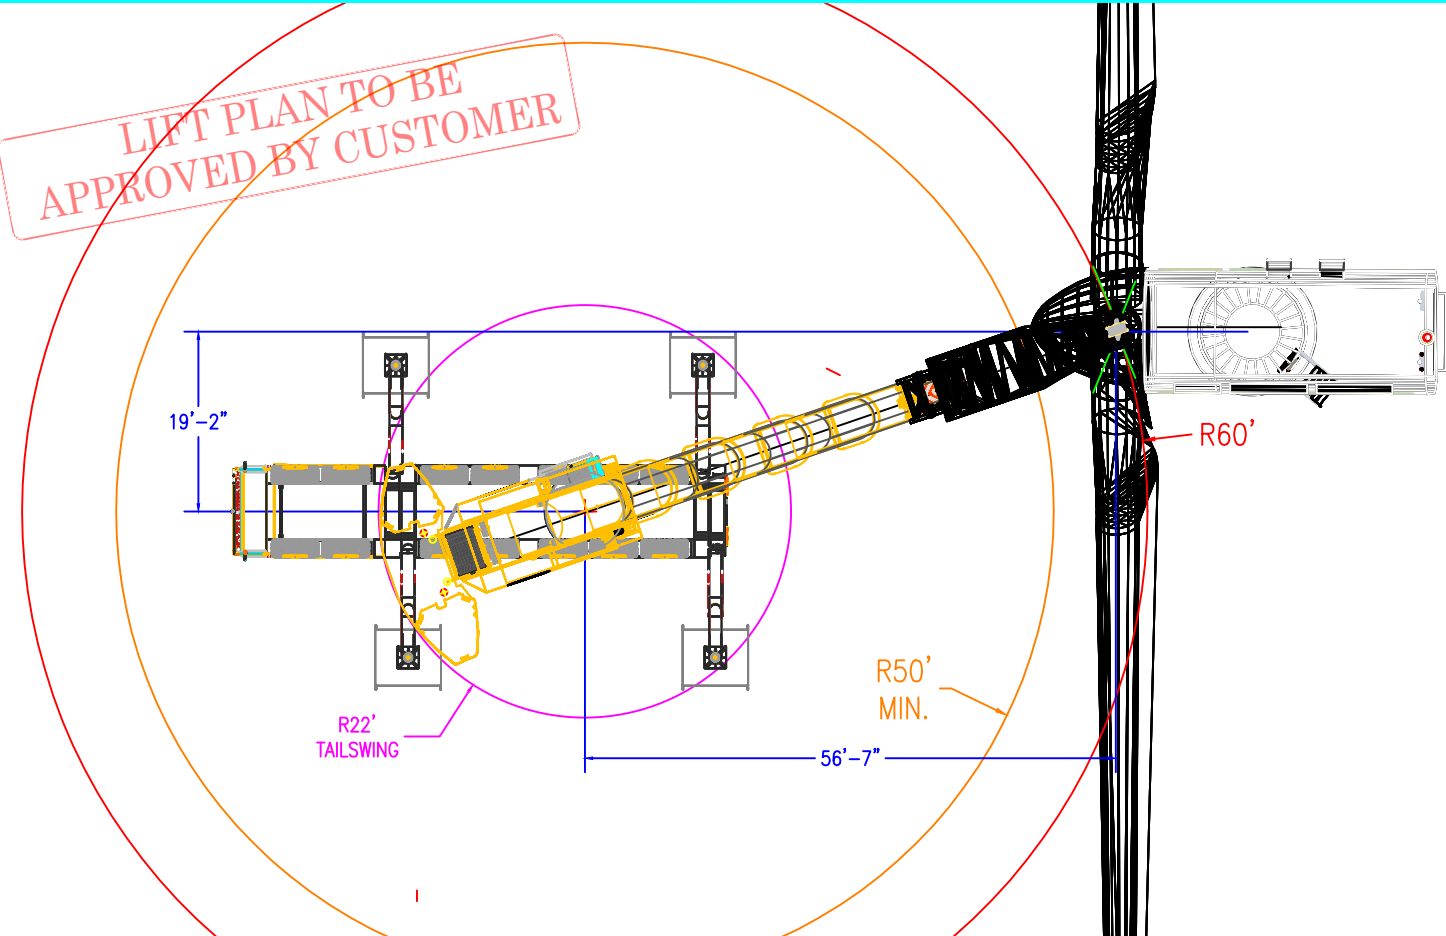 LIFT PLAN TO BE
APPROVED BY CUSTOMER
19'-2"
R60'
R50'
MIN.
R22'
TAILSWING
56'-7"